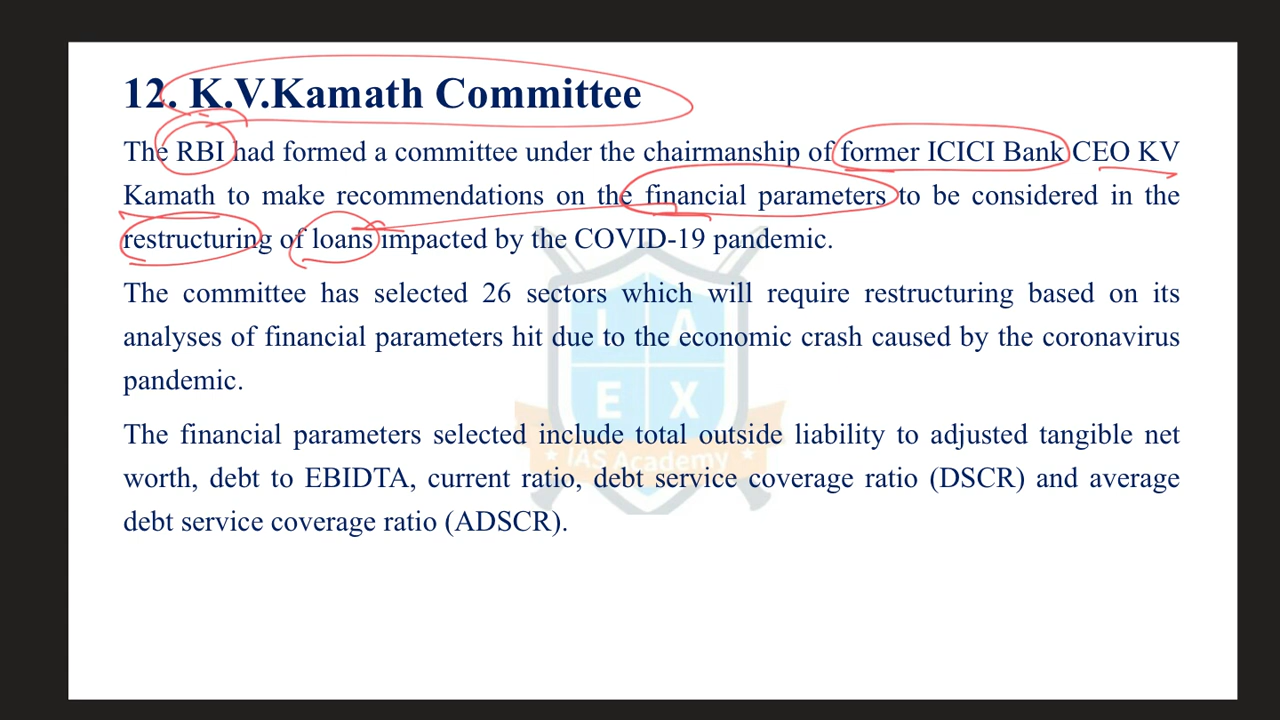 12. K.V.Kamath Committee
The RBI had formed a committee under the chairmanship of former ICICI Bank CEO KV
Kamath to make recommendations on the financial parameters to be considered in the
restructuring of loans impacted by the COVID-19 pandemic.
The committee has selected 26 sectors which will require restructuring based on its
analyses of financial parameters hit due to the economic crash caused by the coronavirus
pandemic.
The financial parameters selected include total outside liability to adjusted tangible net
worth, debt to EBIDTA, current ratio, debt service coverage ratio (DSCR) and average
debt service coverage ratio (ADSCR).
L A
E X
IAS Academy